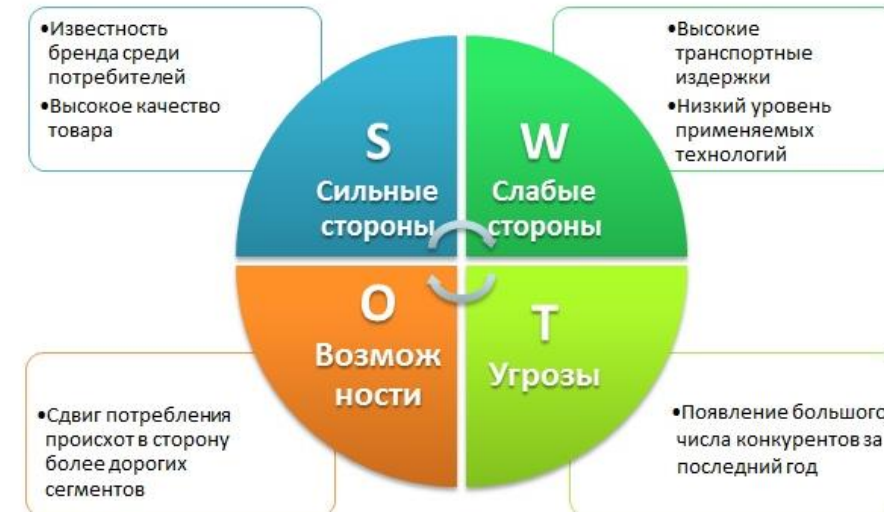 •Известность
бренда среди
потребителей
•Высокое качество
товара
•Высокие
транспортные
издержки
•Низкий уровень
применяемых
технологий
S
Сильные
стороны
W
Слабые
стороны
O
Возмож
ности
T
Угрозы
•Сдвиг потребления
происхот в сторону
более дорогих
сегментов
•Появление большого
числа конкурентов за
последний год